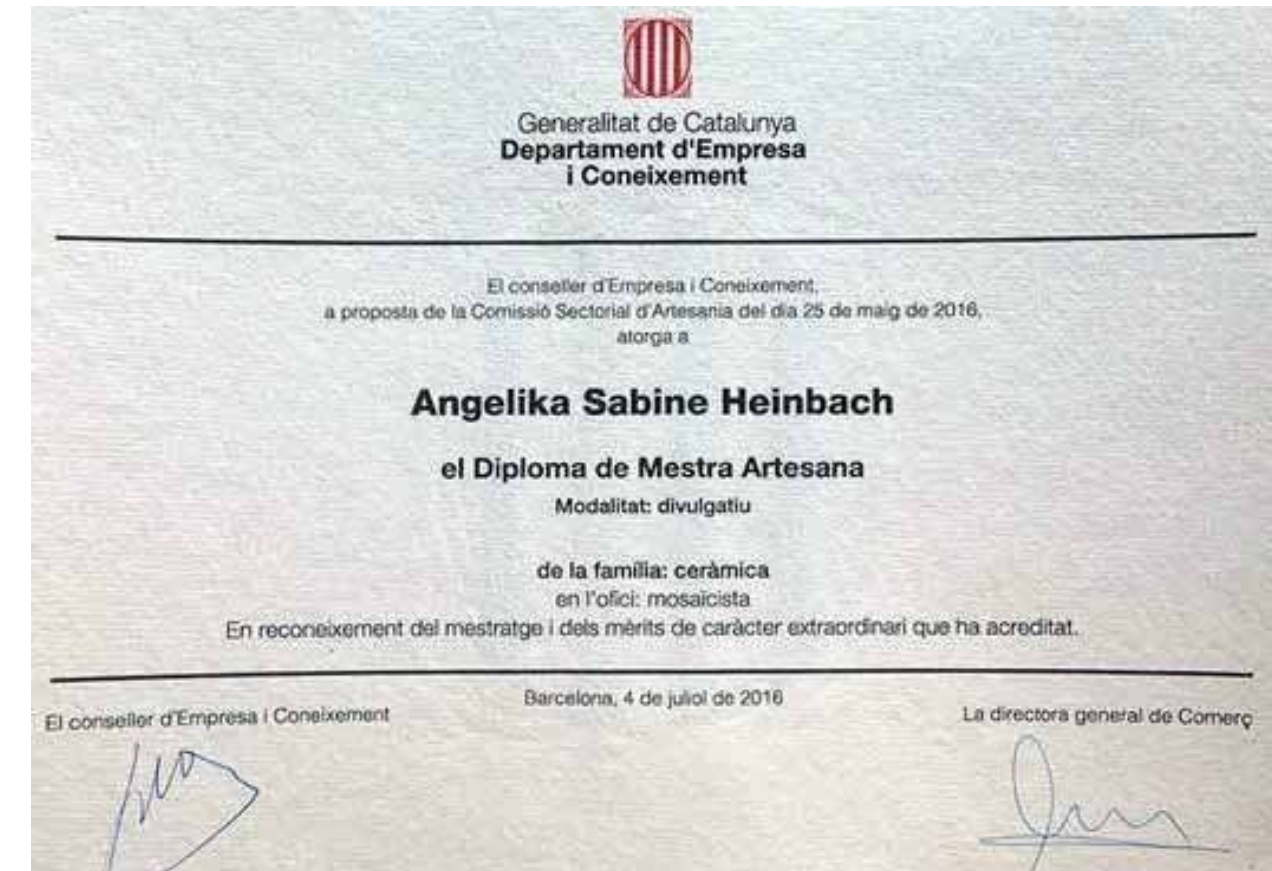 Generalitat de Catalunya
Departament d'Empresa
i Coneixement
El conseller d'Empresa i Coneixement,
a proposta de la Comissió Sectorial d'Artesania del dia 25 de maig de 2016,
atorga a
Angelika Sabine Heinbach
el Diploma de Mestra Artesana
Modalitat: divulgatiu
de la família: ceràmica
en l'ofici: mosaïcista
En reconeixement del mestratge i dels mèrits de caràcter extraordinari que ha acreditat.
Barcelona, 4 de juliol de 2016
El conseller d'Empresa i Coneixement
La directora general de Comerç